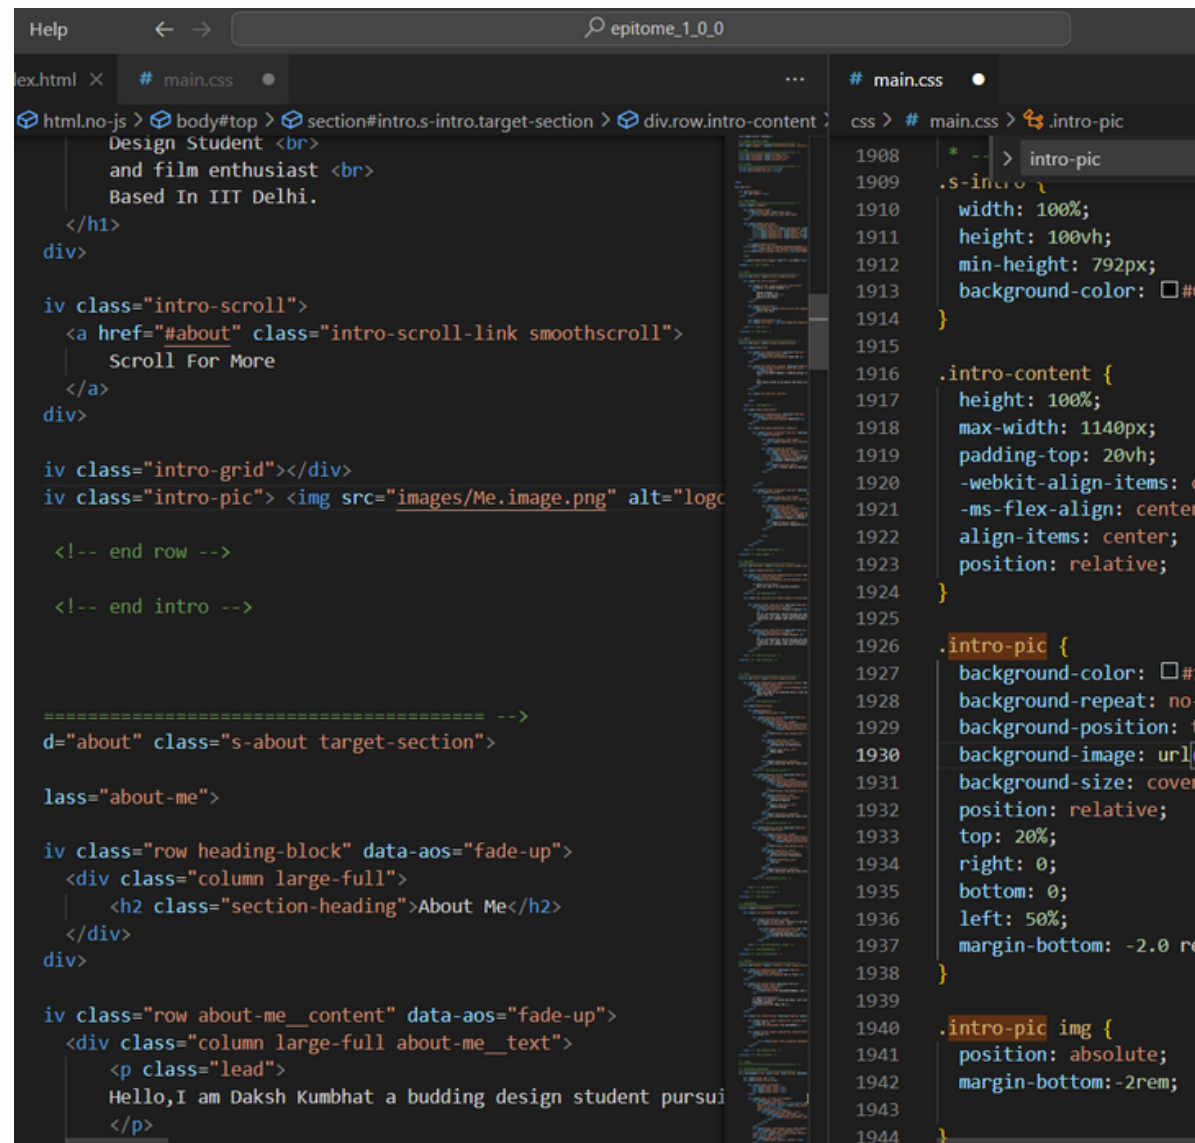 Help
epitome_1_0_0
lex.html
# main.css
...
# main.css
html.no-js > body#top > section#intro.s-intro.target-section > div.row.intro-content >
css > # main.css > .intro-pic
> intro-pic
Design Student <br>
and film enthusiast <br>
Based In IIT Delhi.
</h1>
div>
iv class="intro-scroll">
<a href="#about" class="intro-scroll-link smoothscroll">
Scroll For More
</a>
div>
iv class="intro-grid"></div>
iv class="intro-pic"> <img src="images/Me.image.png" alt="logo
<!-- end row -->
<!-- end intro -->
======================================== -->
d="about" class="s-about target-section">
lass="about-me">
iv class="row heading-block" data-aos="fade-up">
<div class="column large-full">
<h2 class="section-heading">About Me</h2>
</div>
div>
iv class="row about-me__content" data-aos="fade-up">
<div class="column large-full about-me__text">
<p class="lead">
Hello,I am Daksh Kumbhat a budding design student pursui
</p>
1908 * --
1909 .s-intro {
1910 width: 100%;
1911 height: 100vh;
1912 min-height: 792px;
1913 background-color: #
1914 }
1915
1916 .intro-content {
1917 height: 100%;
1918 max-width: 1140px;
1919 padding-top: 20vh;
1920 -webkit-align-items: c
1921 -ms-flex-align: center
1922 align-items: center;
1923 position: relative;
1924 }
1925
1926 .intro-pic {
1927 background-color: #
1928 background-repeat: no-
1929 background-position: t
1930 background-image: url
1931 background-size: cover
1932 position: relative;
1933 top: 20%;
1934 right: 0;
1935 bottom: 0;
1936 left: 50%;
1937 margin-bottom: -2.0 re
1938 }
1939
1940 .intro-pic img {
1941 position: absolute;
1942 margin-bottom:-2rem;
1943
1944 }